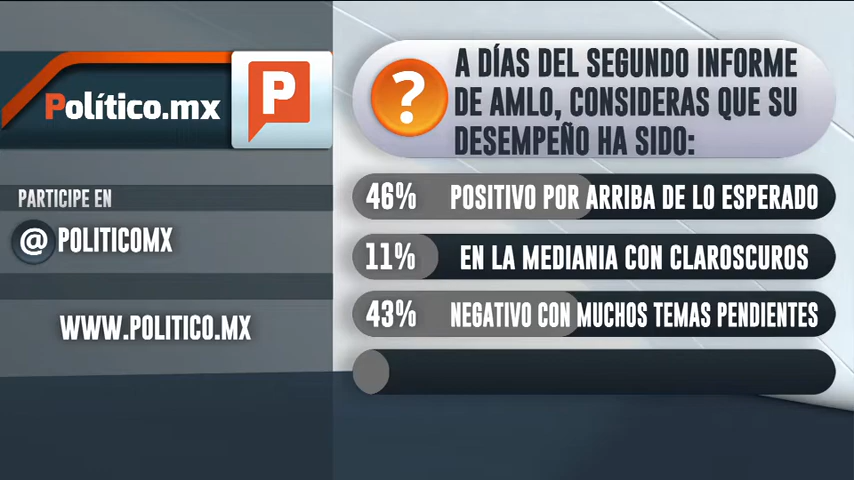 Político.mx
P
PARTICIPE EN
@ POLITICOMX
WWW.POLITICO.MX
?
A DÍAS DEL SEGUNDO INFORME
DE AMLO, CONSIDERAS QUE SU
DESEMPEÑO HA SIDO:
46% POSITIVO POR ARRIBA DE LO ESPERADO
11% EN LA MEDIANIA CON CLAROSCUROS
43% NEGATIVO CON MUCHOS TEMAS PENDIENTES